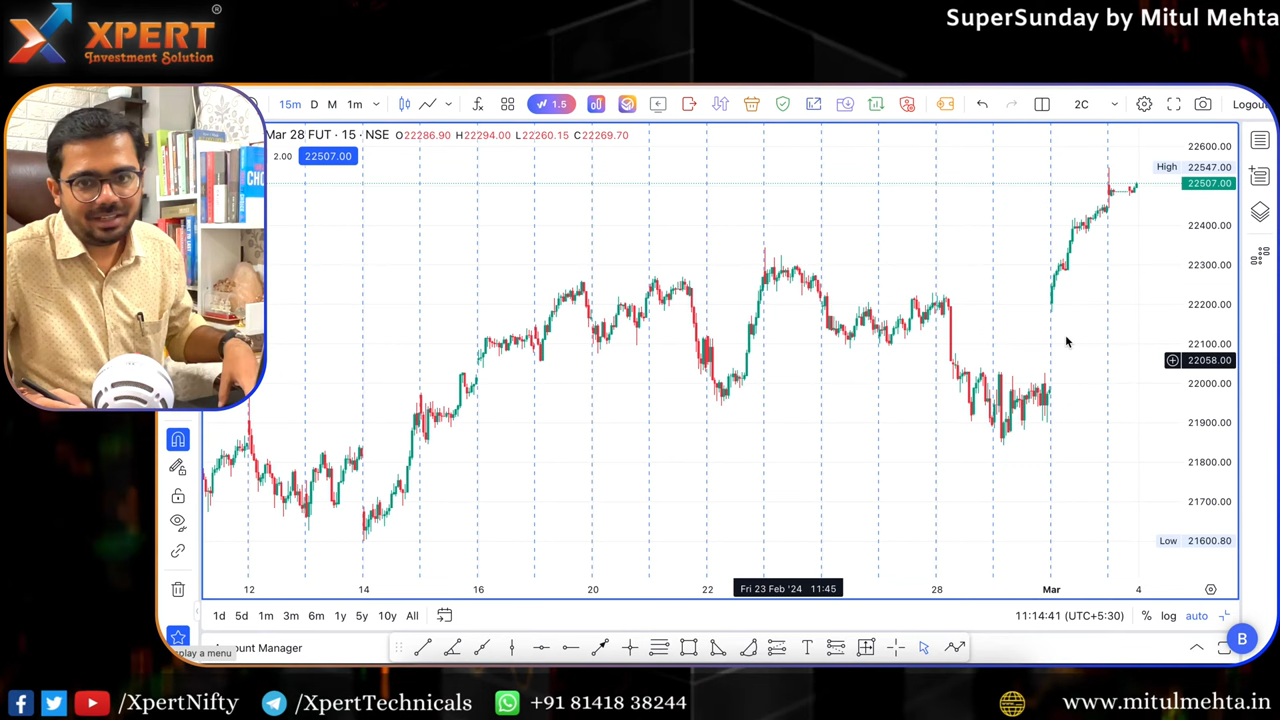 XPERT
®
Investment Solution
SuperSunday by Mitul Mehta
15m D M 1m 1.5 2C Logout
Mar 28 FUT · 15 · NSE O22286.90 H22294.00 L22260.15 C22269.70
2.00 22507.00
22600.00
High 22547.00
22507.00
22400.00
22300.00
22200.00
22100.00
22058.00
22000.00
21900.00
21800.00
21700.00
Low 21600.80
12 14 16 20 22 Fri 23 Feb '24 11:45 28 Mar 4
1d 5d 1m 3m 6m 1y 5y 10y All 11:14:41 (UTC+5:30) % log auto
B
play a menu
ount Manager
T
/XpertNifty /XpertTechnicals +91 81418 38244 www.mitulmehta.in